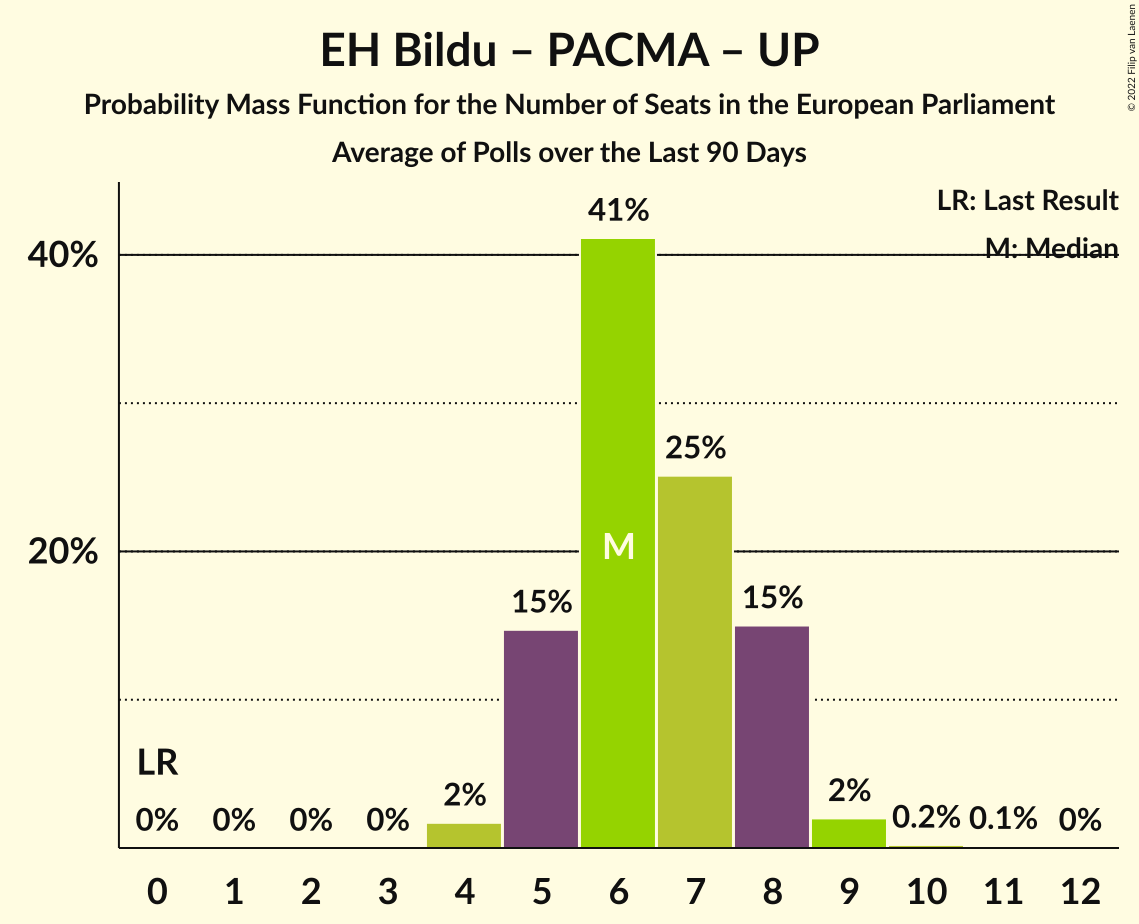 EH Bildu – PACMA – UP
Probability Mass Function for the Number of Seats in the European Parliament
Average of Polls over the Last 90 Days
© 2022 Filip van Laenen
LR: Last Result
M: Median
41%
40%
25%
M
20%
15%
15%
LR
2%
2%
0%
0%
0%
0%
0.2%
0.1%
0%
0 1 2 3 4 5 6 7 8 9 10 11 12